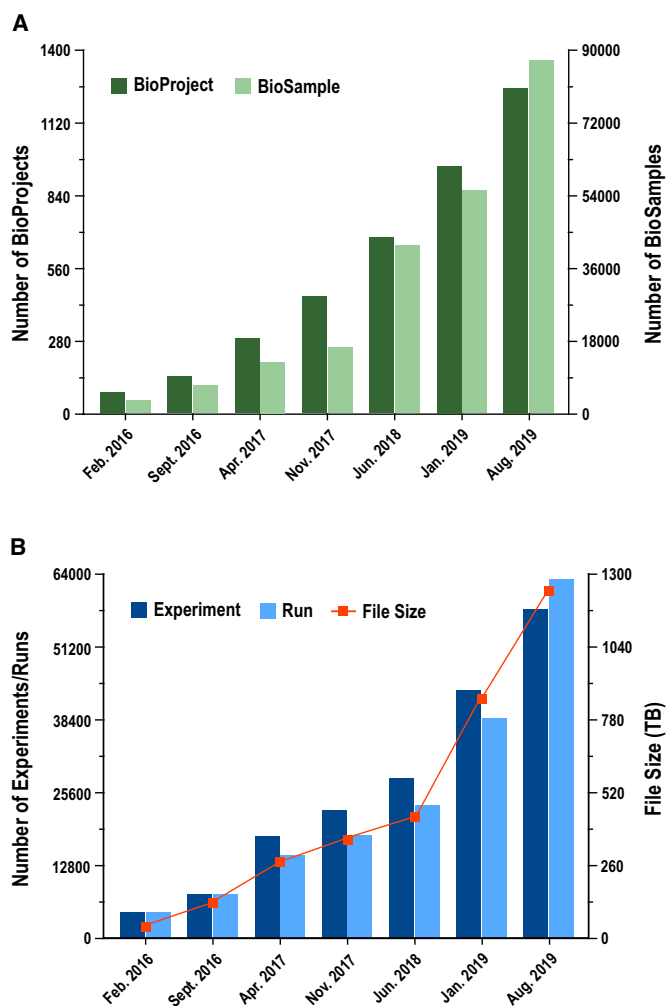 A
1400
1120
840
560
280
0
Number of BioProjects
BioProject
BioSample
90000
72000
54000
36000
18000
0
Number of BioSamples
Feb. 2016
Sept. 2016
Apr. 2017
Nov. 2017
Jun. 2018
Jan. 2019
Aug. 2019
B
64000
51200
38400
25600
12800
0
Number of Experiments/Runs
Experiment
Run
File Size
1300
1040
780
520
260
0
File Size (TB)
Feb. 2016
Sept. 2016
Apr. 2017
Nov. 2017
Jun. 2018
Jan. 2019
Aug. 2019